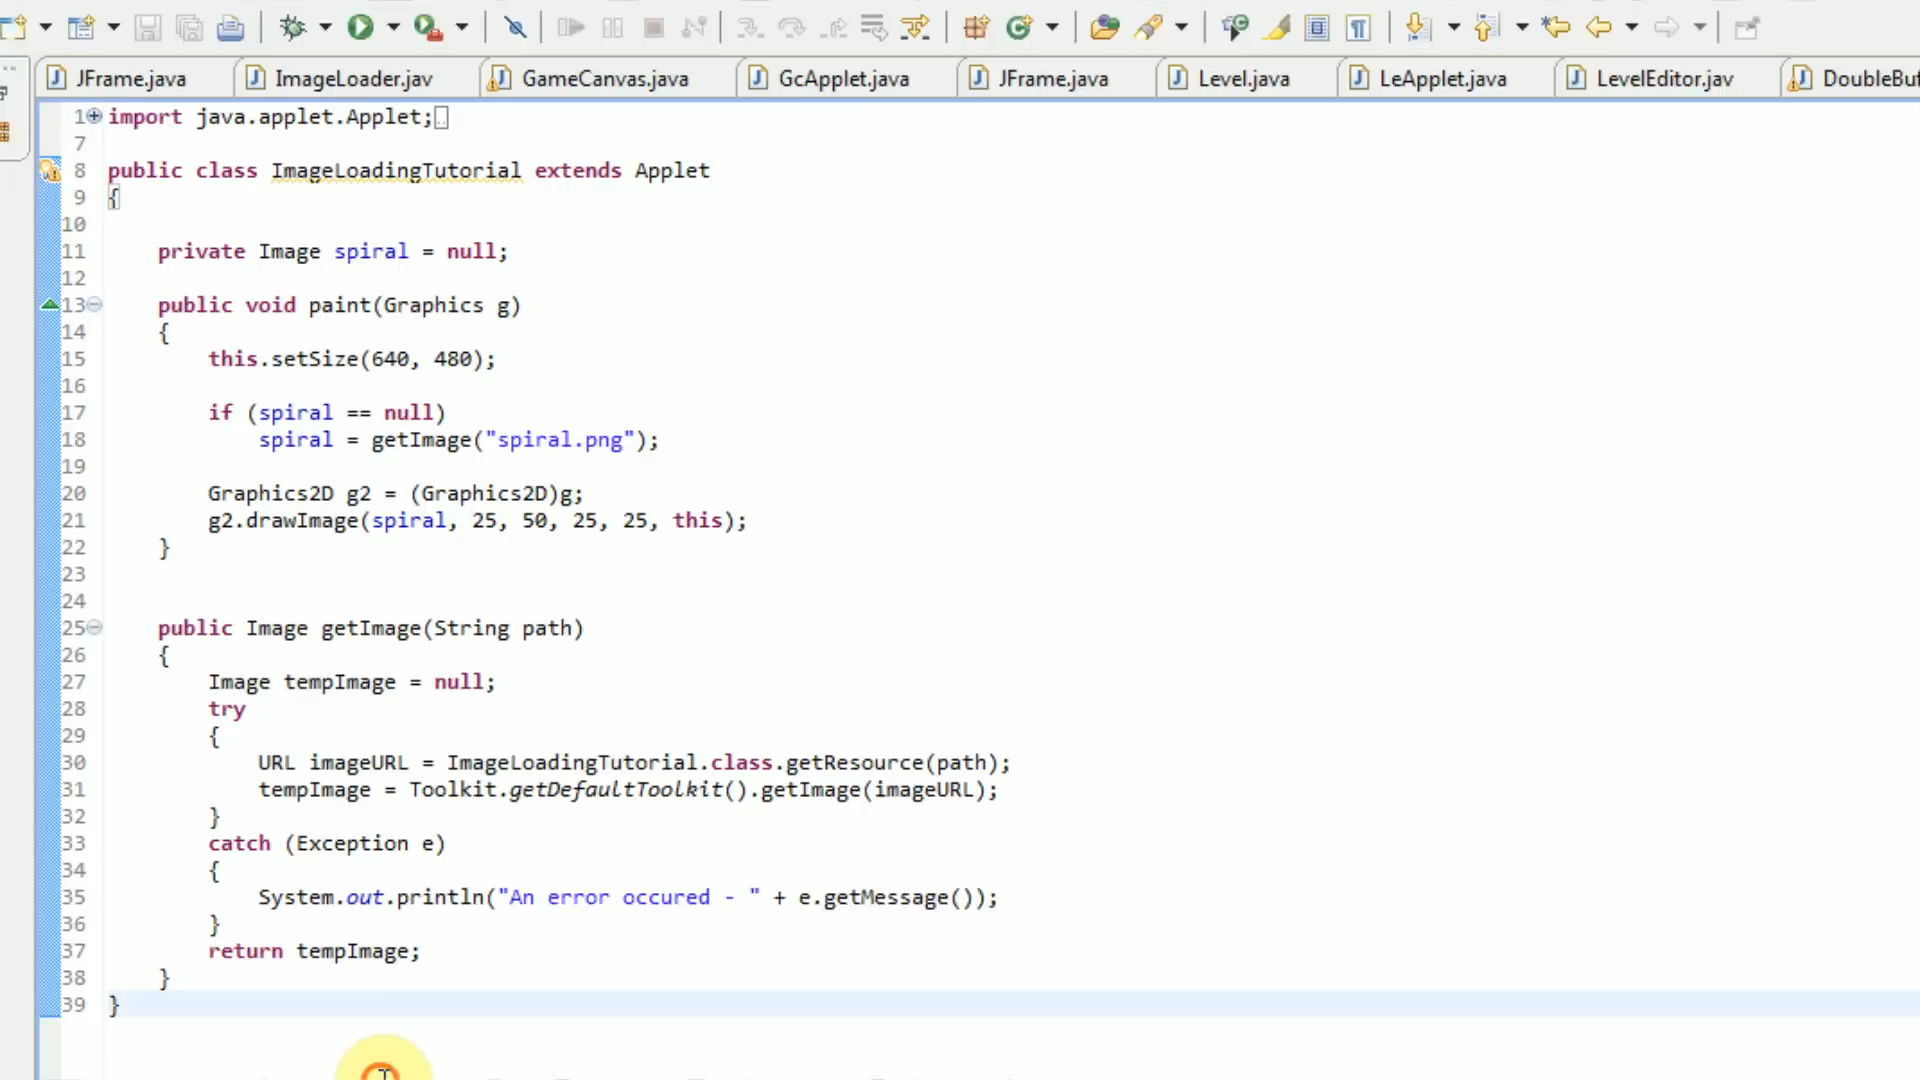 JFrame.java ImageLoader.jav GameCanvas.java GcApplet.java JFrame.java Level.java LeApplet.java LevelEditor.jav DoubleBuf
1 import java.applet.Applet;
7
8 public class ImageLoadingTutorial extends Applet
9 {
10
11     private Image spiral = null;
12
13     public void paint(Graphics g)
14     {
15         this.setSize(640, 480);
16
17         if (spiral == null)
18             spiral = getImage("spiral.png");
19
20         Graphics2D g2 = (Graphics2D)g;
21         g2.drawImage(spiral, 25, 50, 25, 25, this);
22     }
23
24
25     public Image getImage(String path)
26     {
27         Image tempImage = null;
28         try
29         {
30             URL imageURL = ImageLoadingTutorial.class.getResource(path);
31             tempImage = Toolkit.getDefaultToolkit().getImage(imageURL);
32         }
33         catch (Exception e)
34         {
35             System.out.println("An error occured - " + e.getMessage());
36         }
37         return tempImage;
38     }
39 }